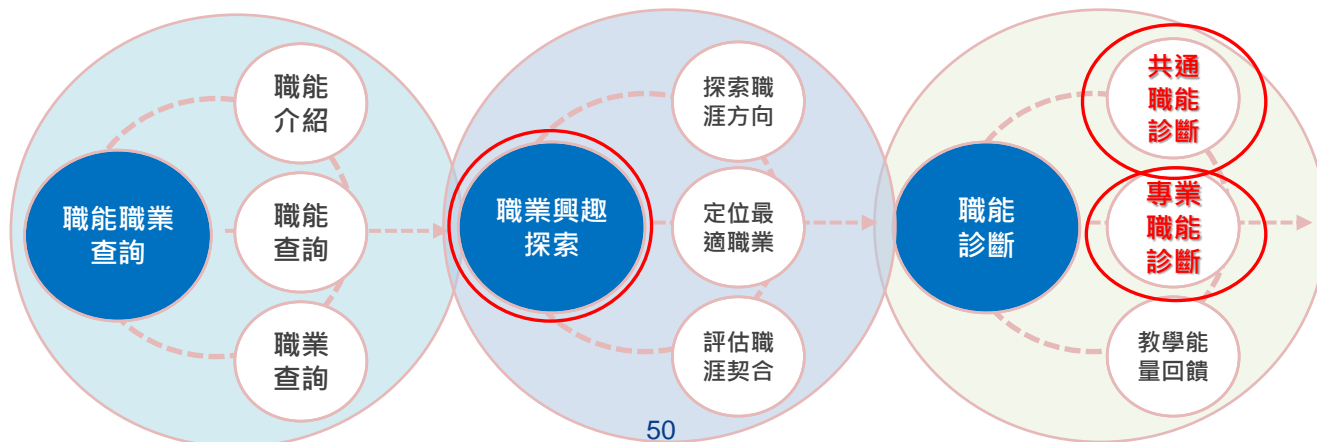 職能職業
查詢
職能
介紹
職能
查詢
職業
查詢
職業興趣
探索
探索職
涯方向
定位最
適職業
評估職
涯契合
職能
診斷
共通
職能
診斷
專業
職能
診斷
教學能
量回饋
50